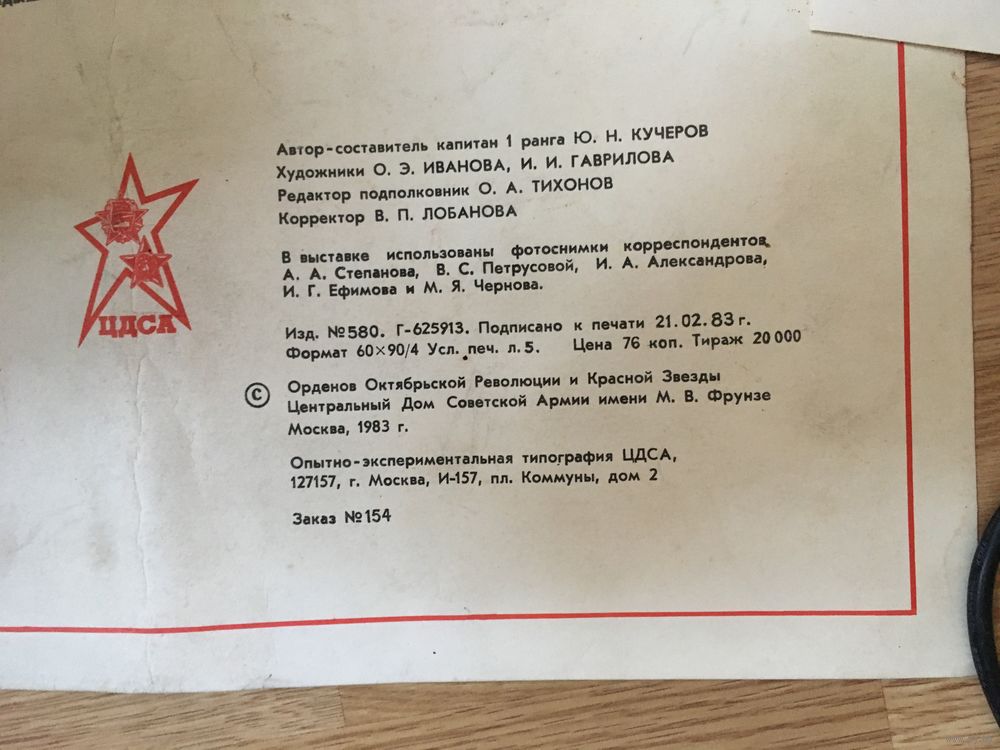 Автор-составитель капитан 1 ранга Ю. Н. КУЧЕРОВ
Художники О. Э. ИВАНОВА, И. И. ГАВРИЛОВА
Редактор подполковник О. А. ТИХОНОВ
Корректор В. П. ЛОБАНОВА
В выставке использованы фотоснимки корреспондентов
А. А. Степанова, В. С. Петрусовой, И. А. Александрова,
И. Г. Ефимова и М. Я. Чернова.
ЦДСА
Изд. №580. Г-625913. Подписано к печати 21.02.83 г.
Формат 60×90/4 Усл. печ. л. 5. Цена 76 коп. Тираж 20 000
© Орденов Октябрьской Революции и Красной Звезды
Центральный Дом Советской Армии имени М. В. Фрунзе
Москва, 1983 г.
Опытно-экспериментальная типография ЦДСА,
127157, г. Москва, И-157, пл. Коммуны, дом 2
Заказ №154